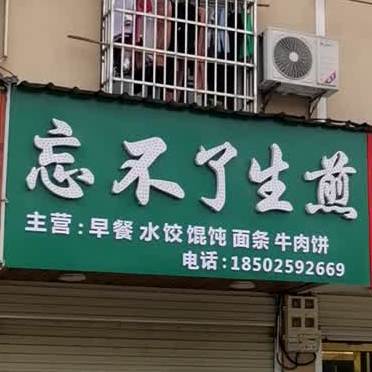 忘不了生煎
主营:早餐 水饺 馄饨 面条 牛肉饼
电话:18502592669